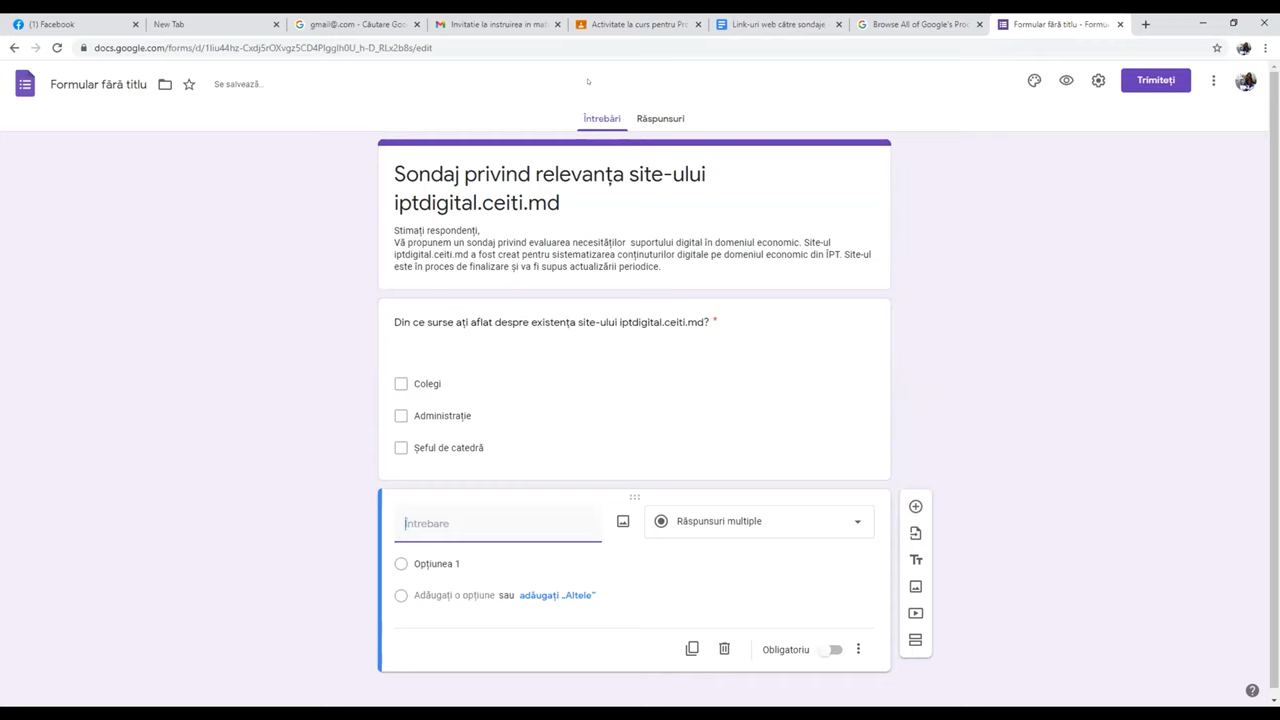 (1) Facebook
New Tab
gmail@.com - Căutare Goo
Invitatie la instruirea in mat
Activitate la curs pentru Pro
Link-uri web către sondaje
Browse All of Google's Proc
Formular fără titlu - Formu
docs.google.com/forms/d/1Iiu44hz-Cxdj5rOXvgz5CD4PIggIh0U_h-D_RLx2b8s/edit
Formular fără titlu
Se salvează...
Trimiteți
Întrebări
Răspunsuri
Sondaj privind relevanța site-ului
iptdigital.ceiti.md
Stimați respondenți,
Vă propunem un sondaj privind evaluarea necesităților suportului digital în domeniul economic. Site-ul
iptdigital.ceiti.md a fost creat pentru sistematizarea conținuturilor digitale pe domeniul economic din ÎPT. Site-ul
este în proces de finalizare și va fi supus actualizării periodice.
Din ce surse ați aflat despre existența site-ului iptdigital.ceiti.md? *
Colegi
Administrație
Șeful de catedră
Întrebare
Răspunsuri multiple
Opțiunea 1
Adăugați o opțiune sau adăugați „Altele"
Obligatoriu